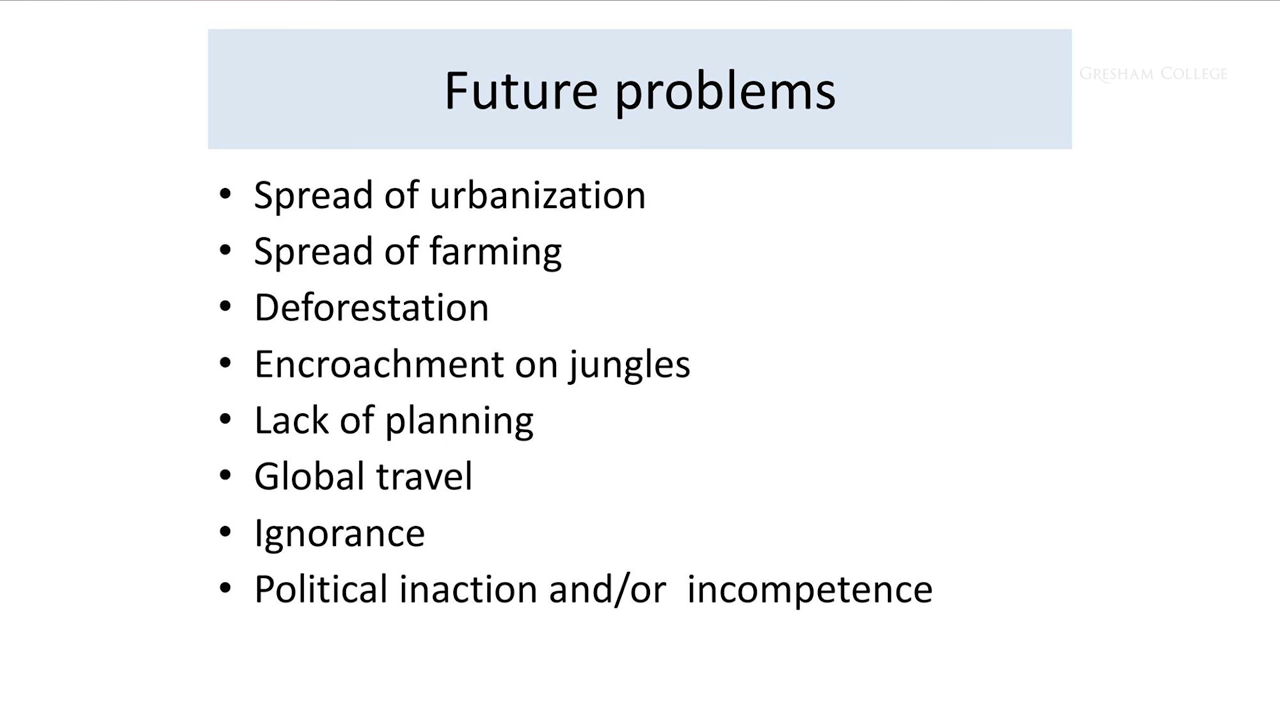 Future problems
GRESHAM COLLEGE
• Spread of urbanization
• Spread of farming
• Deforestation
• Encroachment on jungles
• Lack of planning
• Global travel
• Ignorance
• Political inaction and/or  incompetence